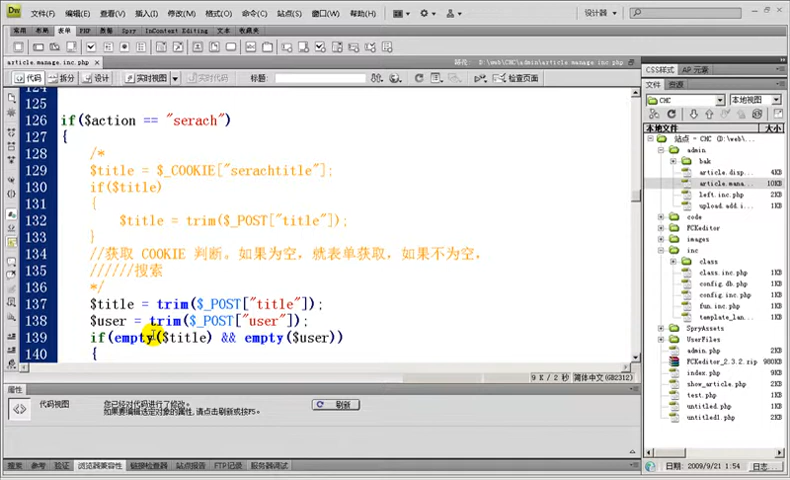 Dw 文件(F) 编辑(E) 查看(V) 插入(I) 修改(M) 格式(O) 命令(C) 站点(S) 窗口(W) 帮助(H) 设计器
常用 布局 表单 数据 Spry InContext Editing 文本 收藏夹
article.manage.inc.php × D:\web\CNC\admin\article.manage.inc.php
代码 拆分 设计 实时视图 实时代码 标题: 检查页面
124
125
126 if($action == "serach")
127 {
128 /*
129 $title = $_COOKIE["serachtitle"];
130 if($title)
131 {
132 $title = trim($_POST["title"]);
133 }
134 //获取 COOKIE 判断。如果为空，就表单获取，如果不为空，
135 //////搜索
136 */
137 $title = trim($_POST["title"]);
138 $user = trim($_POST["user"]);
139 if(empty($title) && empty($user))
140 {
9 K / 2 秒 简体中文(GB2312)
属性
代码视图 您已经对代码进行了修改。
如果要编辑选定对象的属性,请点击刷新或按F5。
刷新
搜索 参考 验证 浏览器兼容性 链接检查器 站点报告 FTP记录 服务器调试
CSS样式 AP 元素
文件 资源
CNC 本地视图
本地文件 大小
站点 - CNC (D:\web\...
admin
bak
article.disp... 4KB
article.mana... 10KB
left.inc.php 1KB
upload.add.i... 1KB
code
FCKeditor
images
inc
class
class.inc.php 1KB
config.db.php 1KB
config.inc.php 1KB
fun.inc.php 1KB
template_lan... 1KB
SpryAssets
UserFiles
admin.php 1KB
FCKeditor_2.3.2.zip 980KB
index.php 1KB
show_article.php 1KB
test.php 1KB
untitled.php 1KB
untitled1.php 1KB
日期: 2009/9/21 1:54 日志...